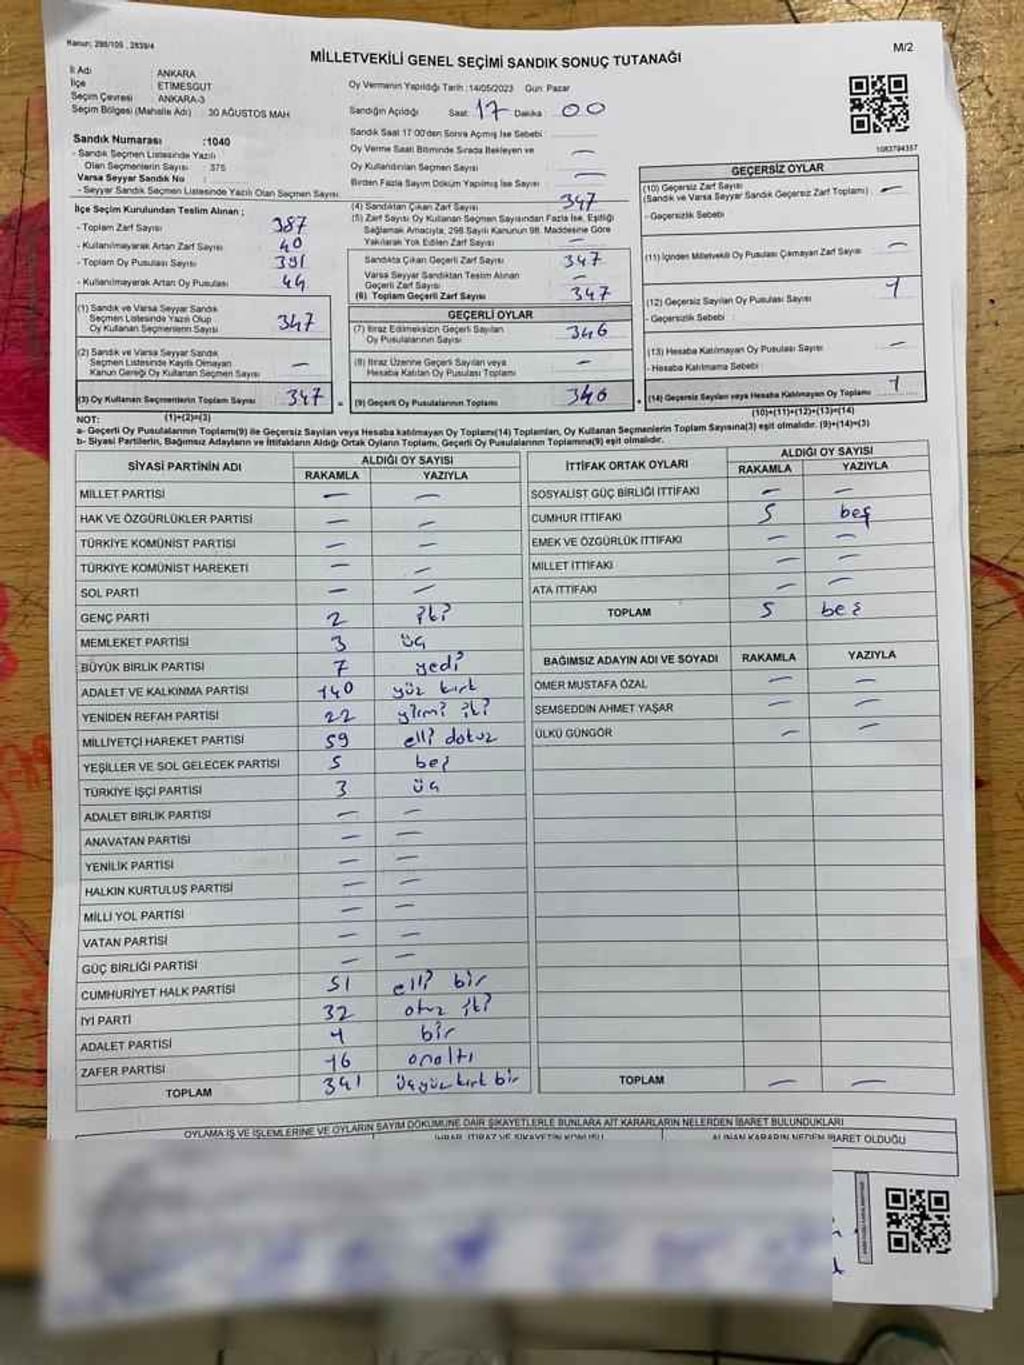 Kanun: 298/105, 2839/4
M/2
MİLLETVEKİLİ GENEL SEÇİMİ SANDIK SONUÇ TUTANAĞI
İl Adı : ANKARA
İlçe : ETİMESGUT
Seçim Çevresi : ANKARA-3
Seçim Bölgesi (Mahalle Adı) : 30 AĞUSTOS MAH
Oy Vermenin Yapıldığı Tarih : 14/05/2023 Gün: Pazar
Sandığın Açıldığı Saat: 17 Dakika: 00
Sandık Saat 17:00'den Sonra Açmış İse Sebebi :
Oy Verme Saati Bitiminde Sırada Bekleyen ve
Oy Kullandırılan Seçmen Sayısı : —
Birden Fazla Sayım Döküm Yapılmış İse Sayısı : —
Sandık Numarası : 1040
- Sandık Seçmen Listesinde Yazılı
Olan Seçmenlerin Sayısı : 375
Varsa Seyyar Sandık No :
- Seyyar Sandık Seçmen Listesinde Yazılı Olan Seçmen Sayısı:
1083794357
İlçe Seçim Kurulundan Teslim Alınan ;
- Toplam Zarf Sayısı : 387
- Kullanılmayarak Artan Zarf Sayısı : 40
- Toplam Oy Pusulası Sayısı : 391
- Kullanılmayarak Artan Oy Pusulası : 44
(1) Sandık ve Varsa Seyyar Sandık
Seçmen Listesinde Yazılı Olup
Oy Kullanan Seçmenlerin Sayısı : 347
(2) Sandık ve Varsa Seyyar Sandık
Seçmen Listesinde Kayıtlı Olmayan
Kanun Gereği Oy Kullanan Seçmen Sayısı : —
(3) Oy Kullanan Seçmenlerin Toplam Sayısı : 347
(1)+(2)=(3)
(4) Sandıktan Çıkan Zarf Sayısı : 347
(5) Zarf Sayısı Oy Kullanan Seçmen Sayısından Fazla İse, Eşitliği
Sağlamak Amacıyla, 298 Sayılı Kanunun 98. Maddesine Göre
Yakılarak Yok Edilen Zarf Sayısı : —
Sandıkta Çıkan Geçerli Zarf Sayısı : 347
Varsa Seyyar Sandıktan Teslim Alınan
Geçerli Zarf Sayısı : —
(6) Toplam Geçerli Zarf Sayısı : 347
GEÇERLİ OYLAR
(7) İtiraz Edilmeksizin Geçerli Sayılan
Oy Pusulalarının Sayısı : 346
(8) İtiraz Üzerine Geçerli Sayılan veya
Hesaba Katılan Oy Pusulası Toplamı : —
(9) Geçerli Oy Pusulalarının Toplamı : 346
GEÇERSİZ OYLAR
(10) Geçersiz Zarf Sayısı :
(Sandık ve Varsa Seyyar Sandık Geçersiz Zarf Toplamı) —
- Geçersizlik Sebebi :
(11) İçinden Milletvekili Oy Pusulası Çıkmayan Zarf Sayısı : —
(12) Geçersiz Sayılan Oy Pusulası Sayısı : 1
- Geçersizlik Sebebi :
(13) Hesaba Katılmayan Oy Pusulası Sayısı : —
- Hesaba Katılmama Sebebi :
(14) Geçersiz Sayılan veya Hesaba Katılmayan Oy Toplamı : 1
(10)+(11)+(12)+(13)=(14)
NOT:
a- Geçerli Oy Pusulalarının Toplamı(9) ile Geçersiz Sayılan veya Hesaba katılmayan Oy Toplamı(14) Toplamları, Oy Kullanan Seçmenlerin Toplam Sayısına(3) eşit olmalıdır. (9)+(14)=(3)
b- Siyasi Partilerin, Bağımsız Adayların ve İttifakların Aldığı Ortak Oyların Toplamı, Geçerli Oy Pusulalarının Toplamına(9) eşit olmalıdır.
SİYASİ PARTİNİN ADI ALDIĞI OY SAYISI
RAKAMLA YAZIYLA
MİLLET PARTİSİ — —
HAK VE ÖZGÜRLÜKLER PARTİSİ — —
TÜRKİYE KOMÜNİST PARTİSİ — —
TÜRKİYE KOMÜNİST HAREKETİ — —
SOL PARTİ — —
GENÇ PARTİ 2 iki
MEMLEKET PARTİSİ 3 üç
BÜYÜK BİRLİK PARTİSİ 7 yedi
ADALET VE KALKINMA PARTİSİ 140 yüz kırk
YENİDEN REFAH PARTİSİ 22 yirmi iki
MİLLİYETÇİ HAREKET PARTİSİ 59 elli dokuz
YEŞİLLER VE SOL GELECEK PARTİSİ 5 beş
TÜRKİYE İŞÇİ PARTİSİ 3 üç
ADALET BİRLİK PARTİSİ — —
ANAVATAN PARTİSİ — —
YENİLİK PARTİSİ — —
HALKIN KURTULUŞ PARTİSİ — —
MİLLİ YOL PARTİSİ — —
VATAN PARTİSİ — —
GÜÇ BİRLİĞİ PARTİSİ — —
CUMHURİYET HALK PARTİSİ 51 elli bir
İYİ PARTİ 32 otuz iki
ADALET PARTİSİ 1 bir
ZAFER PARTİSİ 16 onaltı
TOPLAM 341 üçyüz kırk bir
İTTİFAK ORTAK OYLARI ALDIĞI OY SAYISI
RAKAMLA YAZIYLA
SOSYALİST GÜÇ BİRLİĞİ İTTİFAKI — —
CUMHUR İTTİFAKI 5 beş
EMEK VE ÖZGÜRLÜK İTTİFAKI — —
MİLLET İTTİFAKI — —
ATA İTTİFAKI — —
TOPLAM 5 beş
BAĞIMSIZ ADAYIN ADI VE SOYADI RAKAMLA YAZIYLA
ÖMER MUSTAFA ÖZAL — —
ŞEMSEDDİN AHMET YAŞAR — —
ÜLKÜ GÜNGÖR — —
TOPLAM — —
OYLAMA İŞ VE İŞLEMLERİNE VE OYLARIN SAYIM DÖKÜMÜNE DAİR ŞİKAYETLERLE BUNLARA AİT KARARLARIN NELERDEN İBARET BULUNDUKLARI
İHBAR, İTİRAZ VE ŞİKAYETİN KONUSU ALINAN KARARIN NEDEN İBARET OLDUĞU